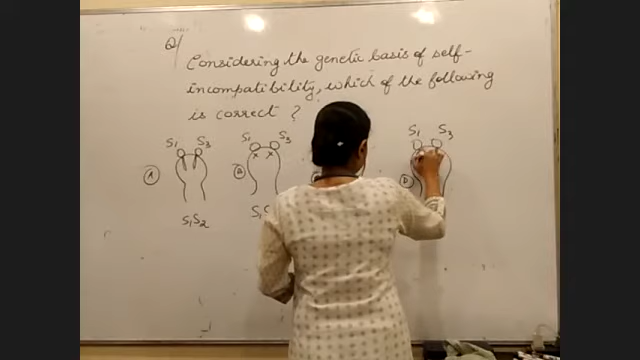 Q/ Considering the genetic basis of self-
incompatibility, which of the following
is correct ?
S1 S3 S1 S3 S1 S3
A B D
S1S2 S1